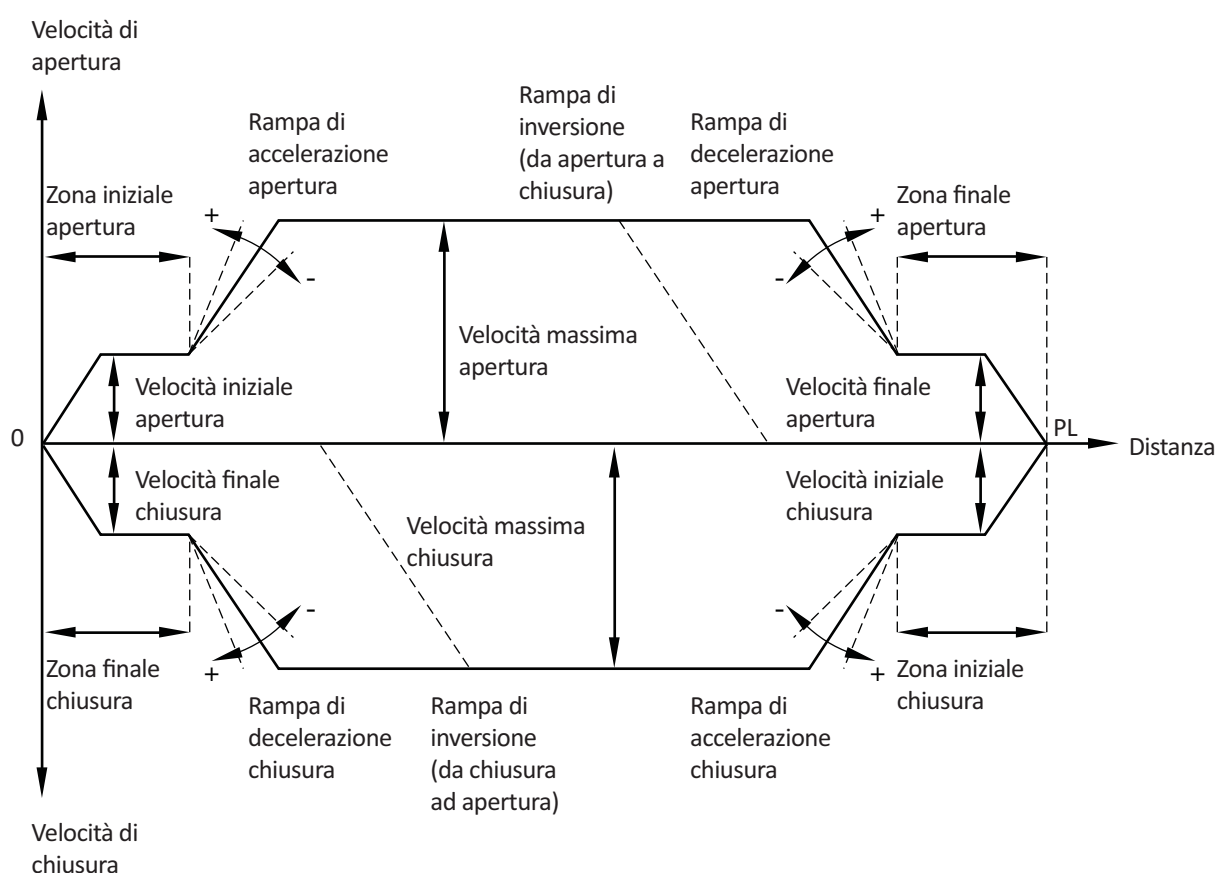 Velocità di
apertura
Rampa di
accelerazione
apertura
Rampa di
inversione
(da apertura a
chiusura)
Rampa di
decelerazione
apertura
Zona iniziale
apertura
+
-
Zona finale
apertura
+
-
Velocità massima
apertura
Velocità iniziale
apertura
Velocità finale
apertura
0
PL
Distanza
Velocità finale
chiusura
Velocità massima
chiusura
Velocità iniziale
chiusura
-
+
-
+
Zona finale
chiusura
Zona iniziale
chiusura
Rampa di
decelerazione
chiusura
Rampa di
inversione
(da chiusura
ad apertura)
Rampa di
accelerazione
chiusura
Velocità di
chiusura